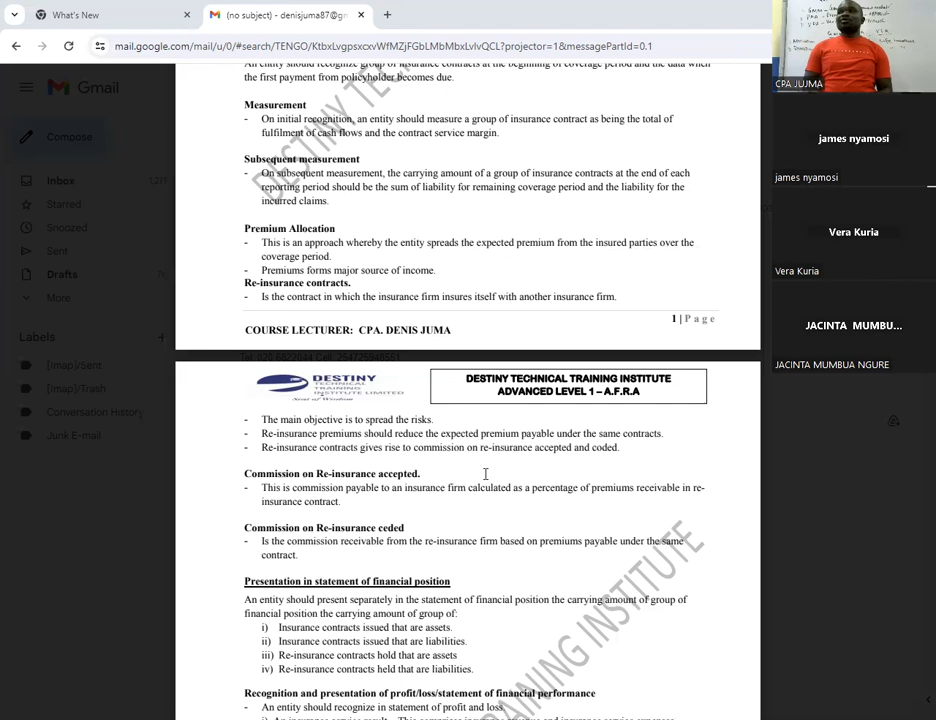 What's New
(no subject) - denisjuma87@gm
mail.google.com/mail/u/0/#search/TENGO/KtbxLvgpsxcxvWfMZjFGbLMbMbxLvlvQCL?projector=1&messagePartId=0.1
Gmail
Compose
Inbox
1,271
Starred
Snoozed
Sent
Drafts
More
Labels
[Imap]/Sent
[Imap]/Trash
Conversation History
Junk E-mail
An entity should recognize group of insurance contracts at the beginning of coverage period and the date when
the first payment from policyholder becomes due.
Measurement
- On initial recognition, an entity should measure a group of insurance contract as being the total of
fulfilment of cash flows and the contract service margin.
Subsequent measurement
- On subsequent measurement, the carrying amount of a group of insurance contracts at the end of each
reporting period should be the sum of liability for remaining coverage period and the liability for the
incurred claims.
Premium Allocation
- This is an approach whereby the entity spreads the expected premium from the insured parties over the
coverage period.
- Premiums forms major source of income.
Re-insurance contracts.
- Is the contract in which the insurance firm insures itself with another insurance firm.
1 | P a g e
COURSE LECTURER: CPA. DENIS JUMA
DESTINY
TECHNICAL
TRAINING
INSTITUTE LIMITED
Seat of Wisdom
DESTINY TECHNICAL TRAINING INSTITUTE
ADVANCED LEVEL 1 – A.F.R.A
- The main objective is to spread the risks.
- Re-insurance premiums should reduce the expected premium payable under the same contracts.
- Re-insurance contracts gives rise to commission on re-insurance accepted and coded.
Commission on Re-insurance accepted.
- This is commission payable to an insurance firm calculated as a percentage of premiums receivable in re-
insurance contract.
Commission on Re-insurance ceded
- Is the commission receivable from the re-insurance firm based on premiums payable under the same
contract.
Presentation in statement of financial position
An entity should present separately in the statement of financial position the carrying amount of group of
financial position the carrying amount of group of:
i) Insurance contracts issued that are assets.
ii) Insurance contracts issued that are liabilities.
iii) Re-insurance contracts hold that are assets
iv) Re-insurance contracts held that are liabilities.
Recognition and presentation of profit/loss/statement of financial performance
- An entity should recognize in statement of profit and loss
DESTINY TEC
TRAINING INSTITUTE
CPA JUJMA
james nyamosi
james nyamosi
Vera Kuria
Vera Kuria
JACINTA MUMBU...
JACINTA MUMBUA NGURE